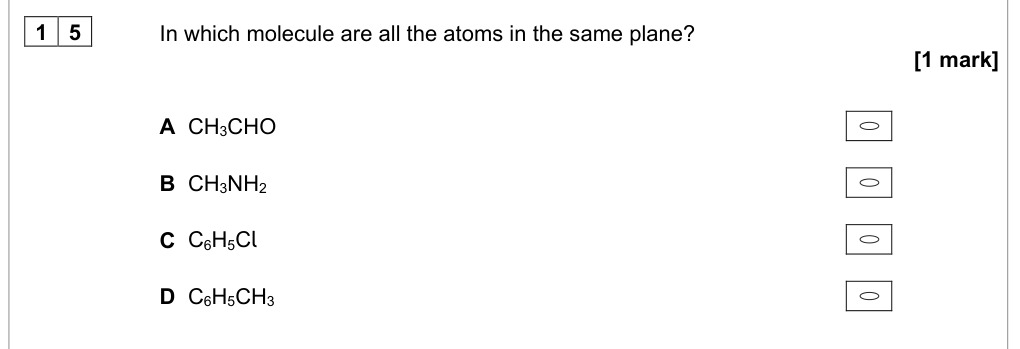 1 5 In which molecule are all the atoms in the same plane?
[1 mark]
A CH₃CHO
B CH₃NH₂
C C₆H₅Cl
D C₆H₅CH₃